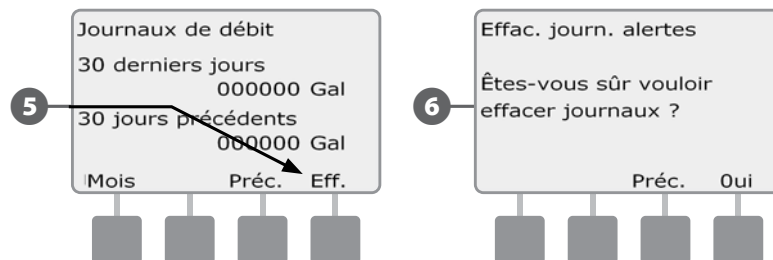 Journaux de débit
30 derniers jours
000000 Gal
30 jours précédents
000000 Gal
Mois Préc. Eff.
5
Effac. journ. alertes
Êtes-vous sûr vouloir
effacer journaux ?
Préc. Oui
6